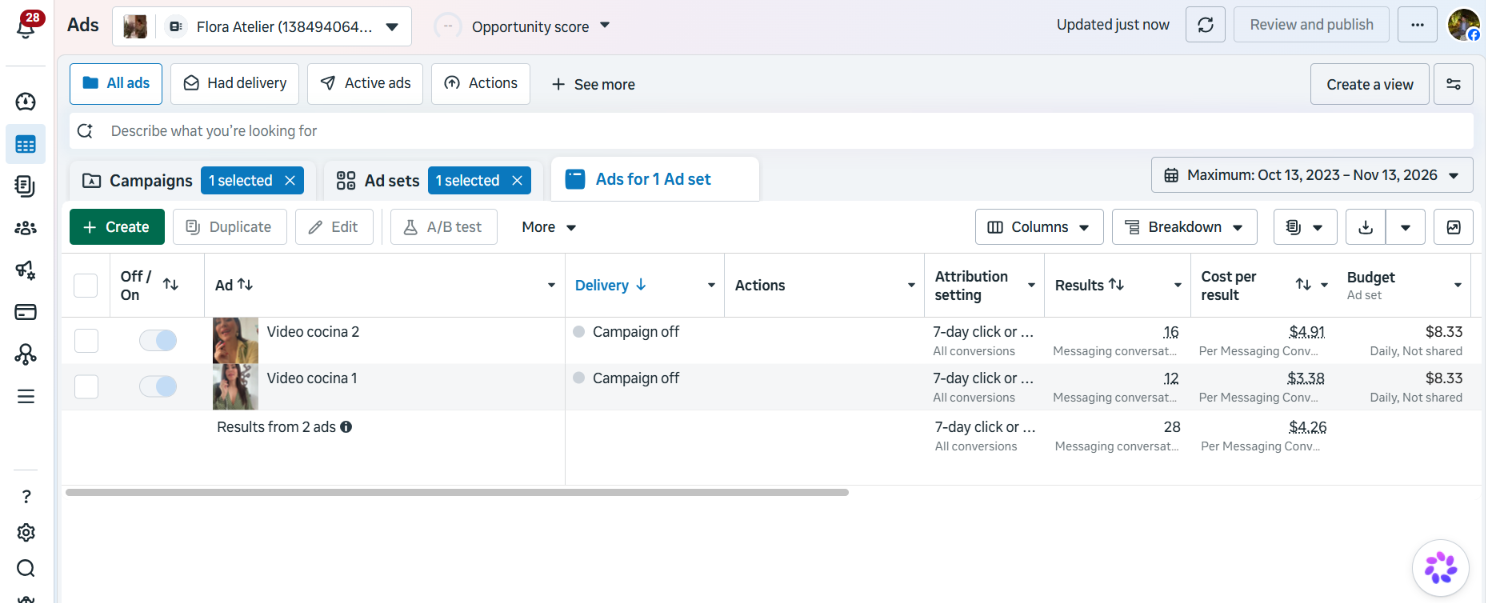 28
Ads
Flora Atelier (138494064...
--
Opportunity score
Updated just now
Review and publish
All ads
Had delivery
Active ads
Actions
See more
Create a view
Describe what you're looking for
Campaigns
1 selected
Ad sets
1 selected
Ads for 1 Ad set
Maximum: Oct 13, 2023 – Nov 13, 2026
Create
Duplicate
Edit
A/B test
More
Columns
Breakdown
Off / On
Ad
Delivery
Actions
Attribution setting
Results
Cost per result
Budget
Ad set
Video cocina 2
Campaign off
7-day click or ...
All conversions
16
Messaging conversat...
$4.91
Per Messaging Conv...
$8.33
Daily, Not shared
Video cocina 1
Campaign off
7-day click or ...
All conversions
12
Messaging conversat...
$3.38
Per Messaging Conv...
$8.33
Daily, Not shared
Results from 2 ads
7-day click or ...
All conversions
28
Messaging conversat...
$4.26
Per Messaging Conv...
?